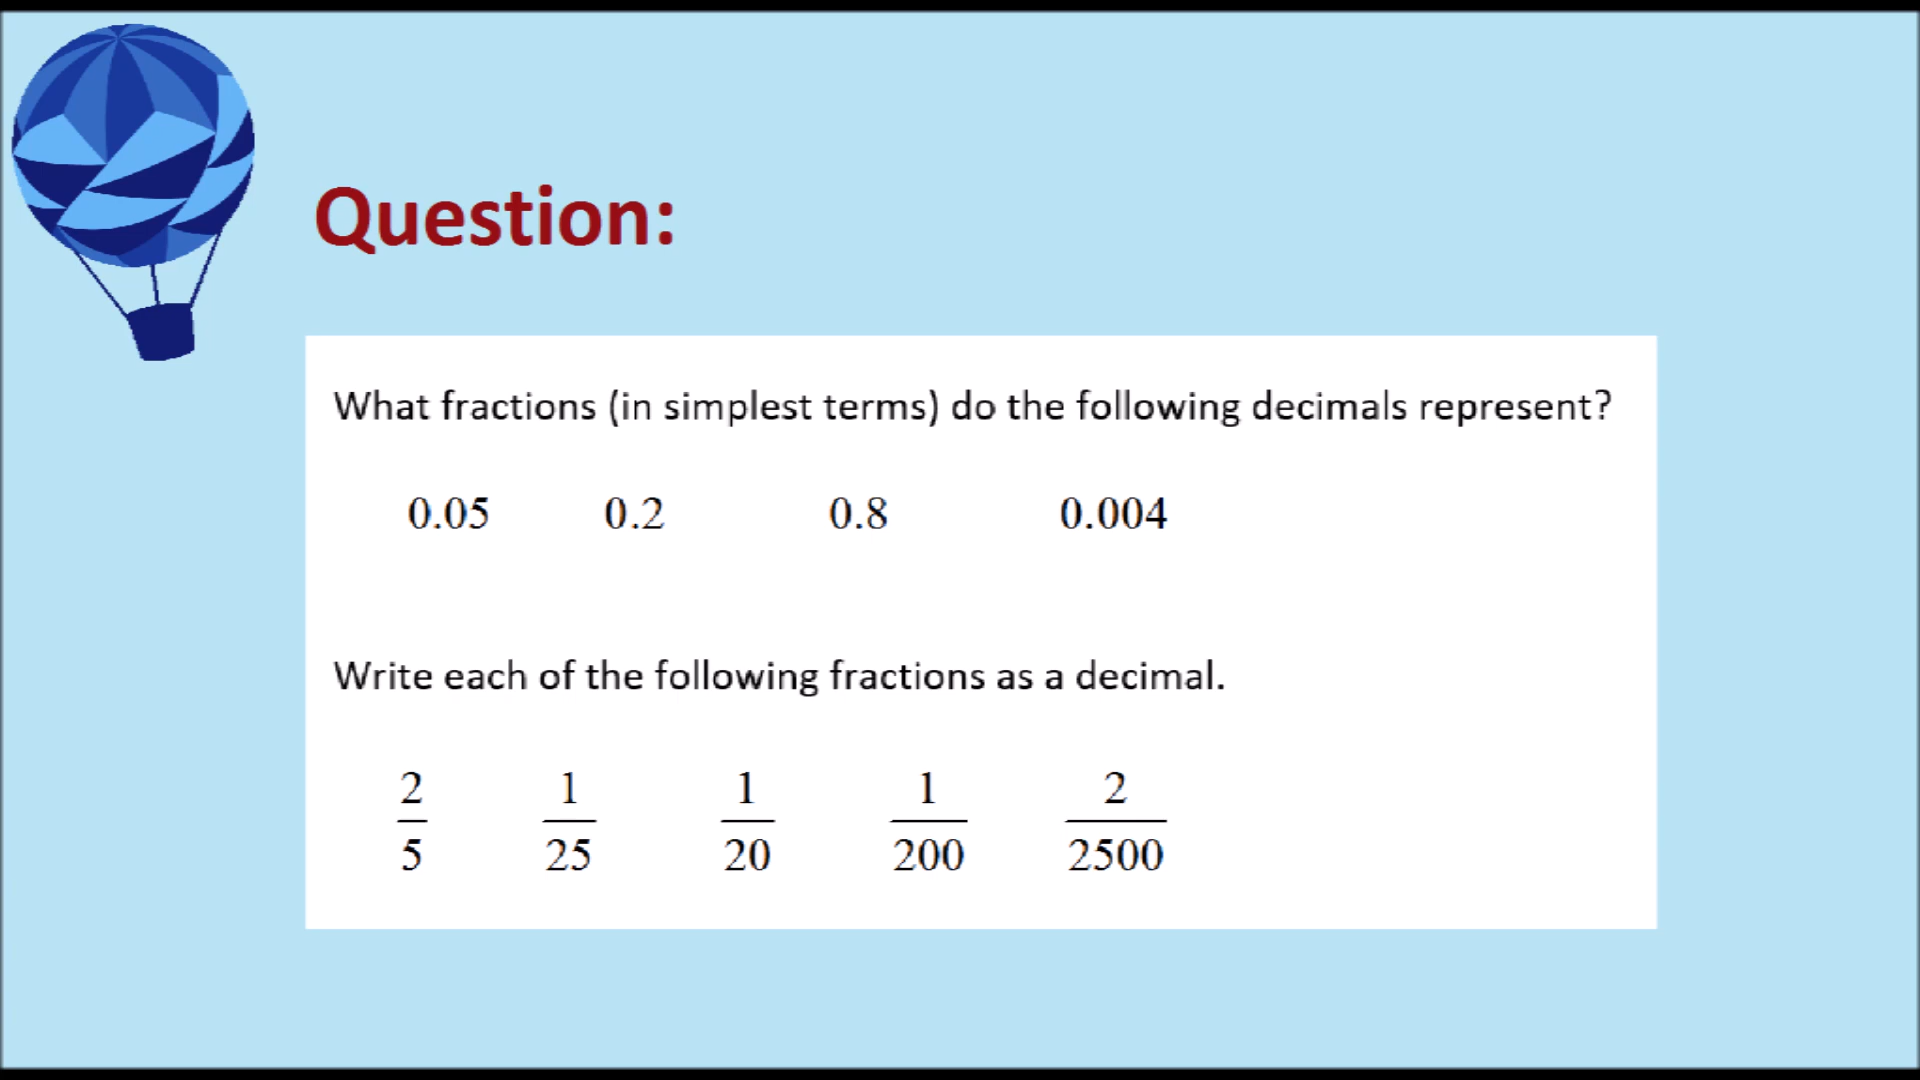 Question:
What fractions (in simplest terms) do the following decimals represent?
0.05 0.2 0.8 0.004
Write each of the following fractions as a decimal.
2/5 1/25 1/20 1/200 2/2500